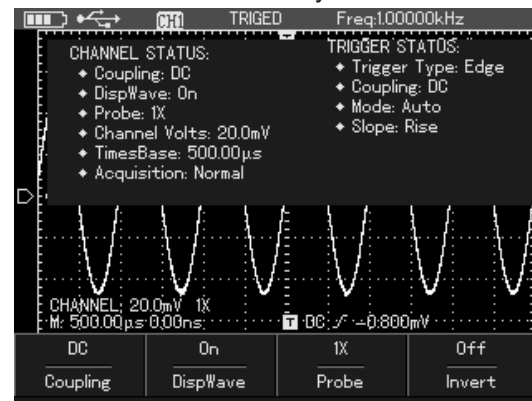 CH1 TRIGED Freq:1.00000kHz
CHANNEL STATUS:
◆ Coupling: DC
◆ DispWave: On
◆ Probe: 1X
◆ Channel Volts: 20.0mV
◆ TimesBase: 500.00µs
◆ Acquisition: Normal
TRIGGER STATUS:
◆ Trigger Type: Edge
◆ Coupling: DC
◆ Mode: Auto
◆ Slope: Rise
CHANNEL: 20.0mV 1X
M: 500.00µs 0.00ns T DC -0.800mV
DC On 1X Off
Coupling DispWave Probe Invert